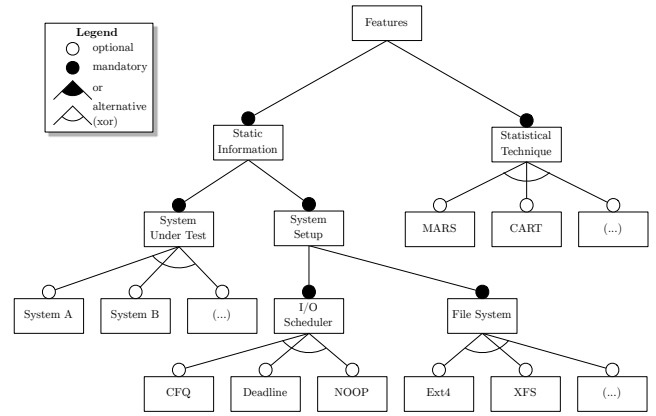 Features
Legend
optional
mandatory
or
alternative
(xor)
Static
Information
Statistical
Technique
System
Under Test
System
Setup
MARS
CART
(...)
System A
System B
(...)
I/O
Scheduler
File System
CFQ
Deadline
NOOP
Ext4
XFS
(...)